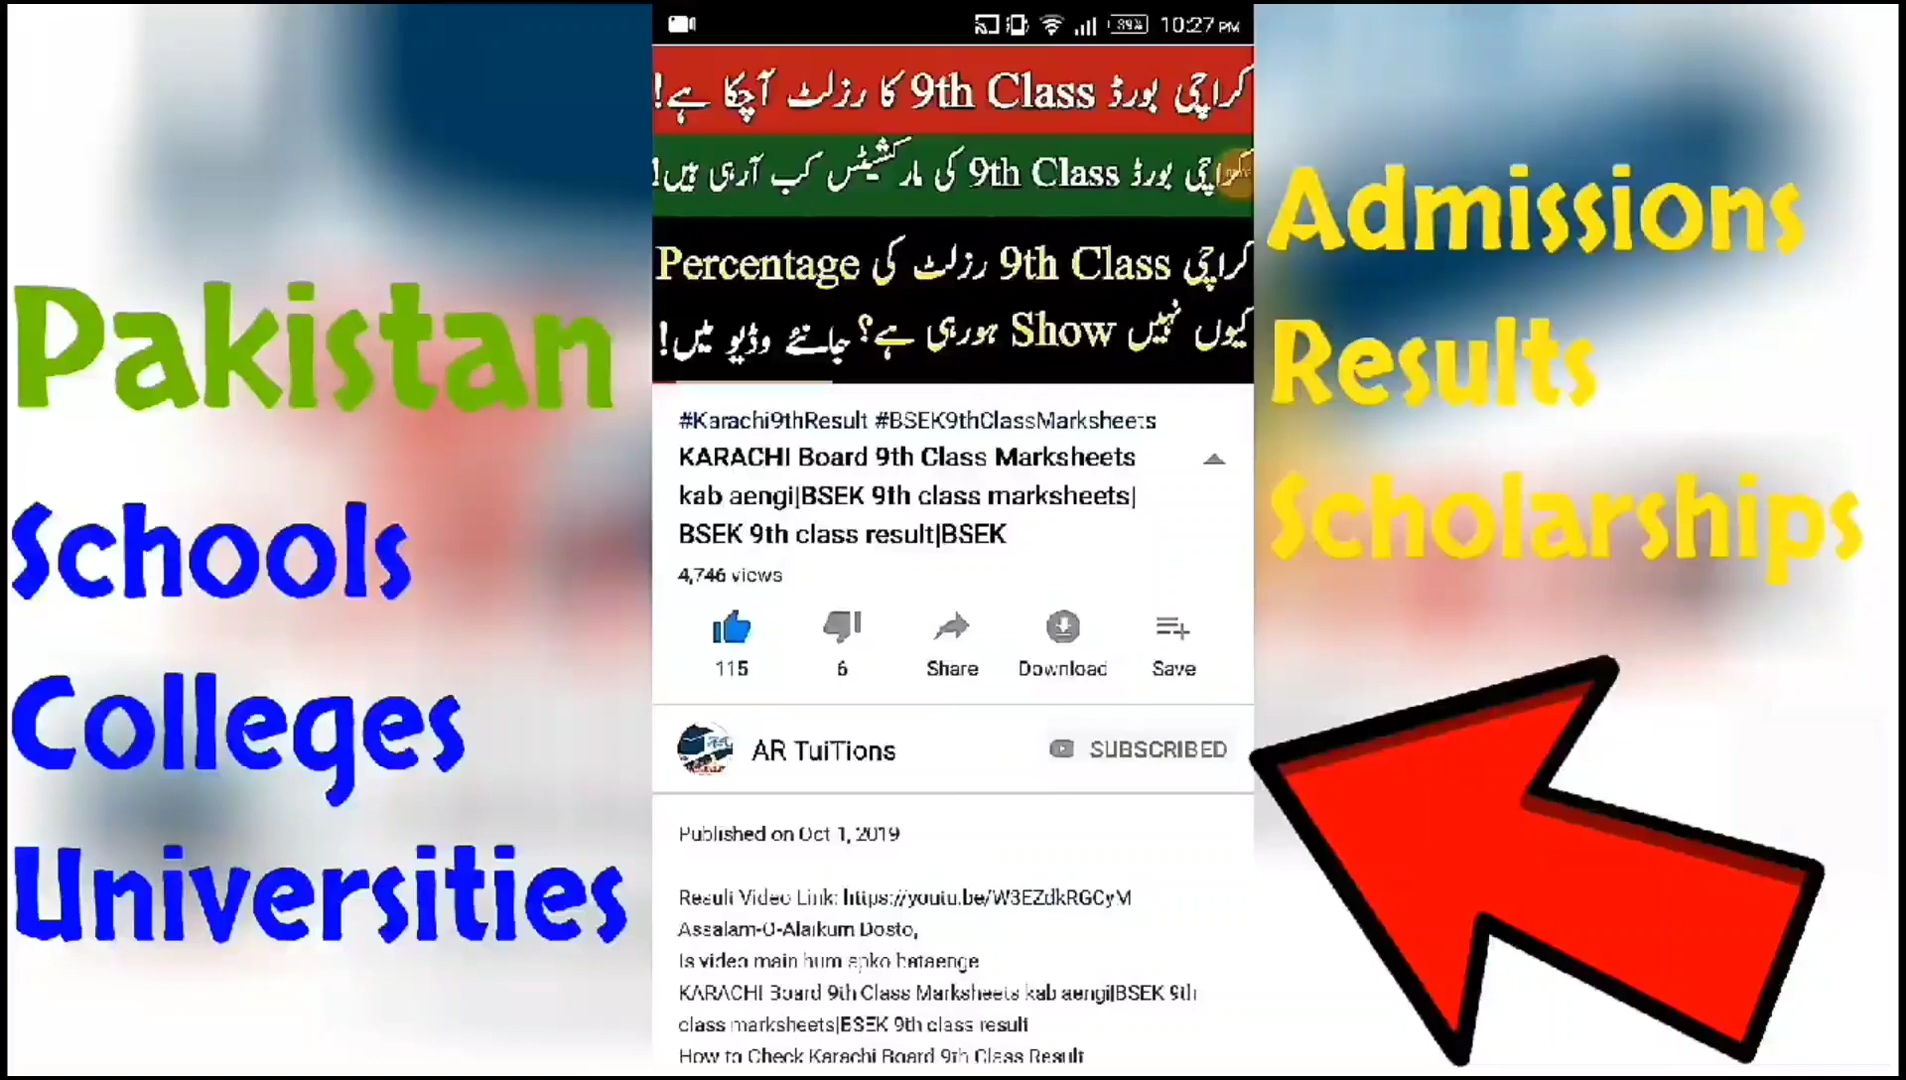 39% 10:27 PM
کراچی بورڈ 9th Class کا رزلٹ آچکا ہے!
کراچی بورڈ 9th Class کی مارکشیٹس کب آرہی ہیں!
کراچی 9th Class رزلٹ کی Percentage
کیوں نہیں Show ہورہی ہے؟ جانئے وڈیو میں!
#Karachi9thResult #BSEK9thClassMarksheets
KARACHI Board 9th Class Marksheets
kab aengi|BSEK 9th class marksheets|
BSEK 9th class result|BSEK
4,746 views
115
6
Share
Download
Save
AR TuiTions
SUBSCRIBED
Published on Oct 1, 2019
Result Video Link: https://youtu.be/W3EZdkRGCyM
Assalam-O-Alaikum Dosto,
Is video main hum apko bataenge
KARACHI Board 9th Class Marksheets kab aengi|BSEK 9th
class marksheets|BSEK 9th class result
How to Check Karachi Board 9th Class Result
Pakistan
Schools
Colleges
Universities
Admissions
Results
Scholarships